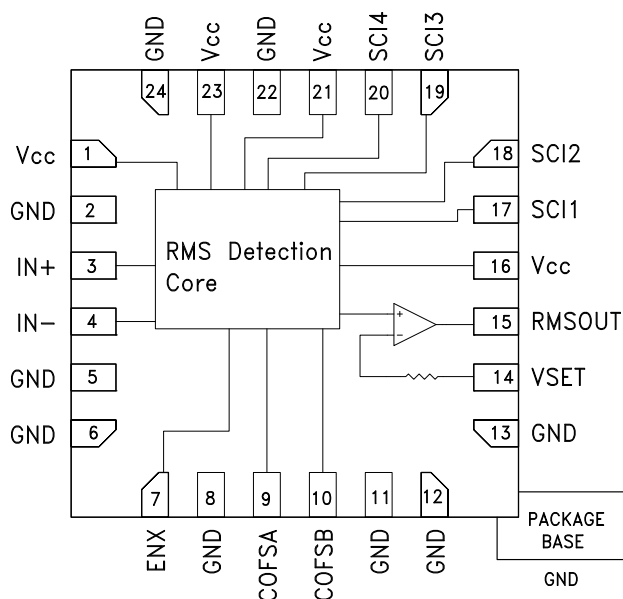 GND
Vcc
GND
Vcc
SCI4
SCI3
24
23
22
21
20
19
Vcc
1
18
SCI2
GND
2
17
SCI1
IN+
3
RMS Detection
Core
16
Vcc
IN-
4
+
-
15
RMSOUT
GND
5
14
VSET
GND
6
13
GND
7
8
9
10
11
12
ENX
GND
COFSA
COFSB
GND
GND
PACKAGE
BASE
GND